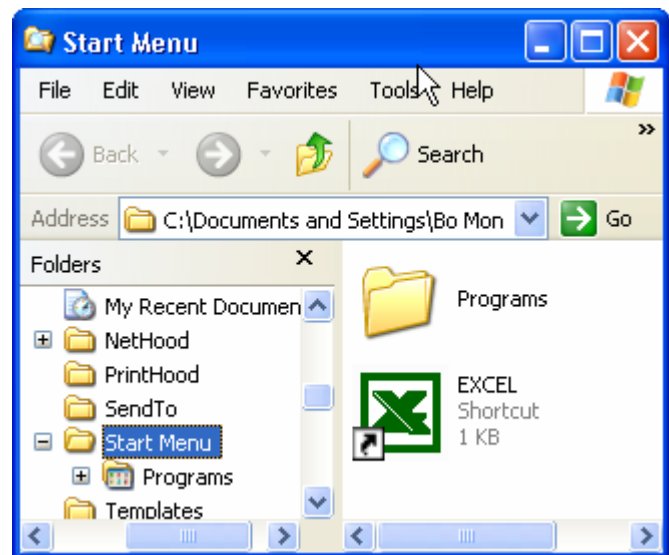 Start Menu
File Edit View Favorites Tools Help
Back Search »
Address C:\Documents and Settings\Bo Mon Go
Folders
My Recent Documen
NetHood
PrintHood
SendTo
Start Menu
Programs
Templates
Programs
EXCEL
Shortcut
1 KB